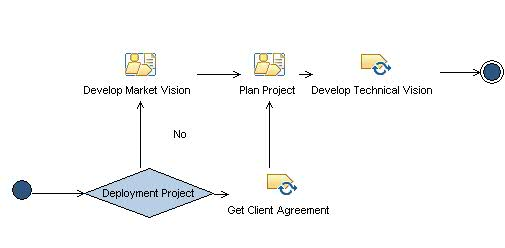 Develop Market Vision
Plan Project
Develop Technical Vision
No
Deployment Project
Get Client Agreement